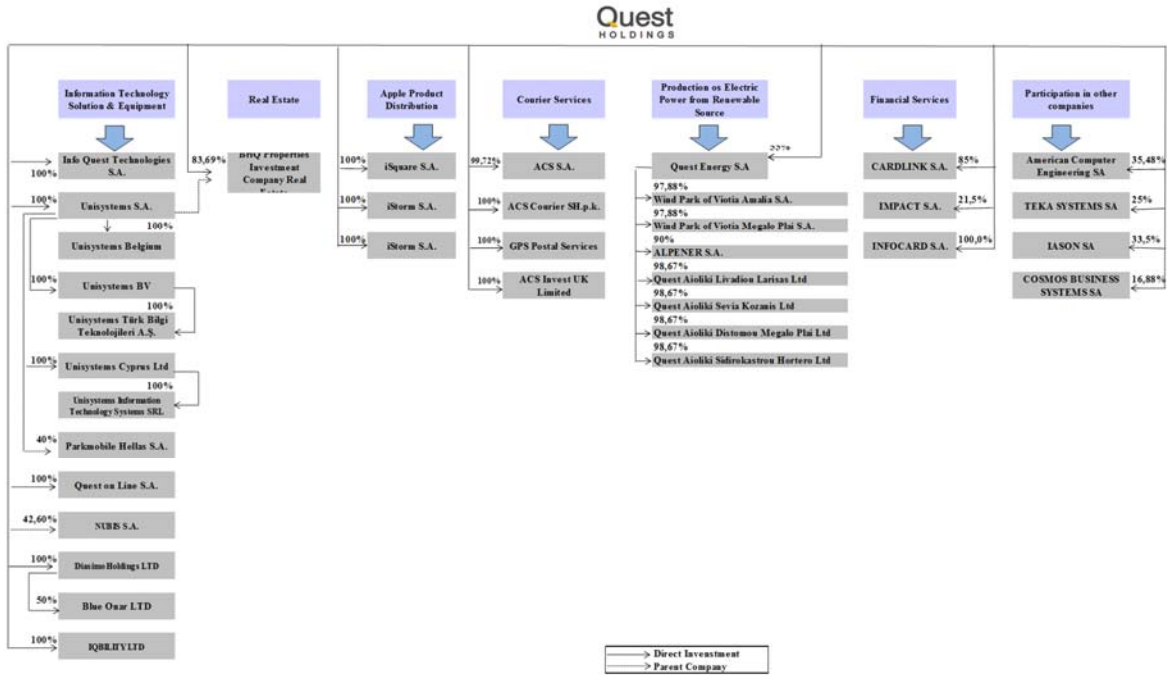 Quest
HOLDINGS
Information Technology
Solution & Equipment
Info Quest Technologies
S.A.
100%
100%
Unisystems S.A.
100%
Unisystems Belgium
100%
Unisystems BV
100%
Unisystems Türk Bilgi
Teknolojileri A.Ş.
100%
Unisystems Cyprus Ltd
100%
Unisystems Information
Technology Systems SRL
40%
Parkmobile Hellas S.A.
100%
Quest on Line S.A.
42,60%
NUBIS S.A.
100%
Diasimo Holdings LTD
50%
Blue Onar LTD
100%
IQBILITY LTD
Real Estate
83,69%
BriQ Properties
Investment
Company Real
Apple Product
Distribution
100%
iSquare S.A.
100%
iStorm S.A.
100%
iStorm S.A.
Courier Services
99,72%
ACS S.A.
100%
ACS Courier SH.p.k.
100%
GPS Postal Services
100%
ACS Invest UK
Limited
Production os Electric
Power from Renewable
Source
Quest Energy S.A
97,88%
Wind Park of Viotia Amalia S.A.
97,88%
Wind Park of Viotia Megalo Plai S.A.
90%
ALPENER S.A.
98,67%
Quest Aioliki Livadion Larisas Ltd
98,67%
Quest Aioliki Sevia Kozanis Ltd
98,67%
Quest Aioliki Distomou Megalo Plai Ltd
98,67%
Quest Aioliki Sidirokastrou Hortero Ltd
Financial Services
CARDLINK S.A.
85%
IMPACT S.A.
21,5%
INFOCARD S.A.
100,0%
Participation in other
companies
American Computer
Engineering SA
35,48%
TEKA SYSTEMS SA
25%
IASON SA
33,5%
COSMOS BUSINESS
SYSTEMS SA
16,88%
Direct Invenstment
Parent Company